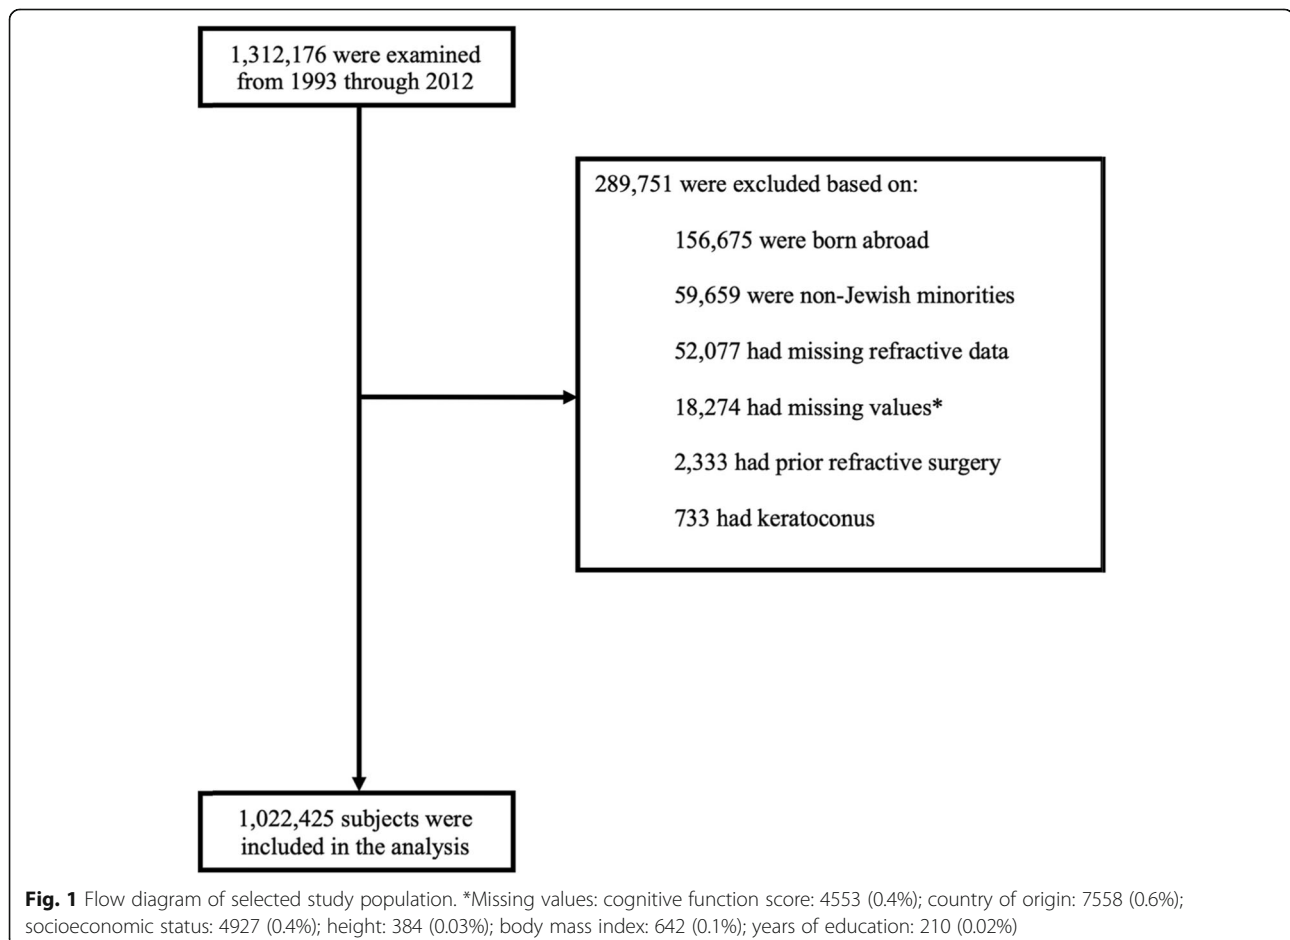 1,312,176 were examined
from 1993 through 2012
289,751 were excluded based on:
156,675 were born abroad
59,659 were non-Jewish minorities
52,077 had missing refractive data
18,274 had missing values*
2,333 had prior refractive surgery
733 had keratoconus
1,022,425 subjects were
included in the analysis
Fig. 1 Flow diagram of selected study population. *Missing values: cognitive function score: 4553 (0.4%); country of origin: 7558 (0.6%);
socioeconomic status: 4927 (0.4%); height: 384 (0.03%); body mass index: 642 (0.1%); years of education: 210 (0.02%)